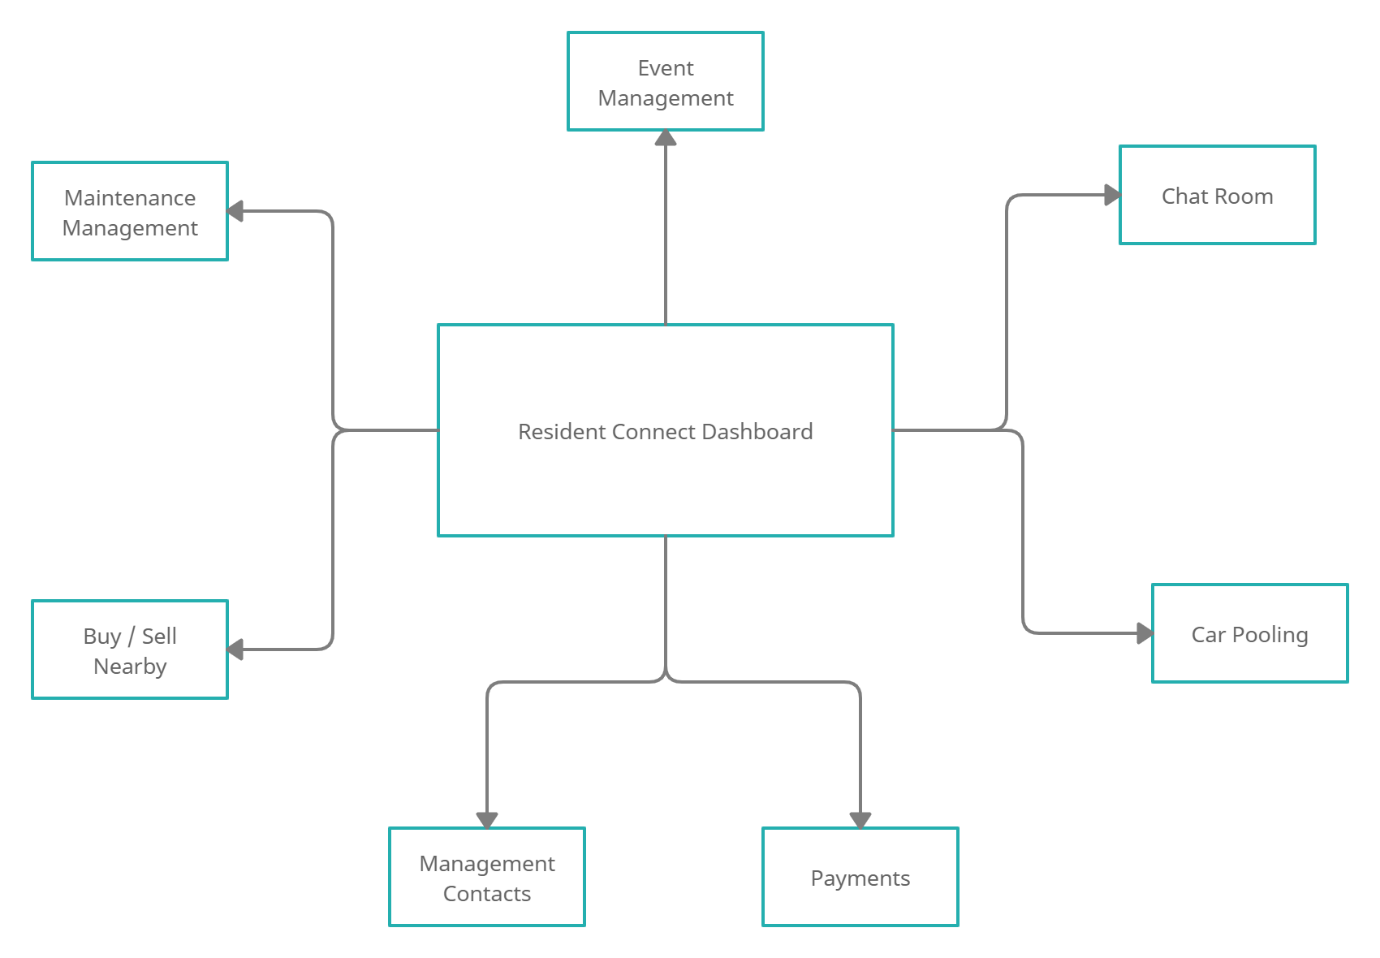 Event
Management
Maintenance
Management
Chat Room
Resident Connect Dashboard
Buy / Sell
Nearby
Car Pooling
Management
Contacts
Payments